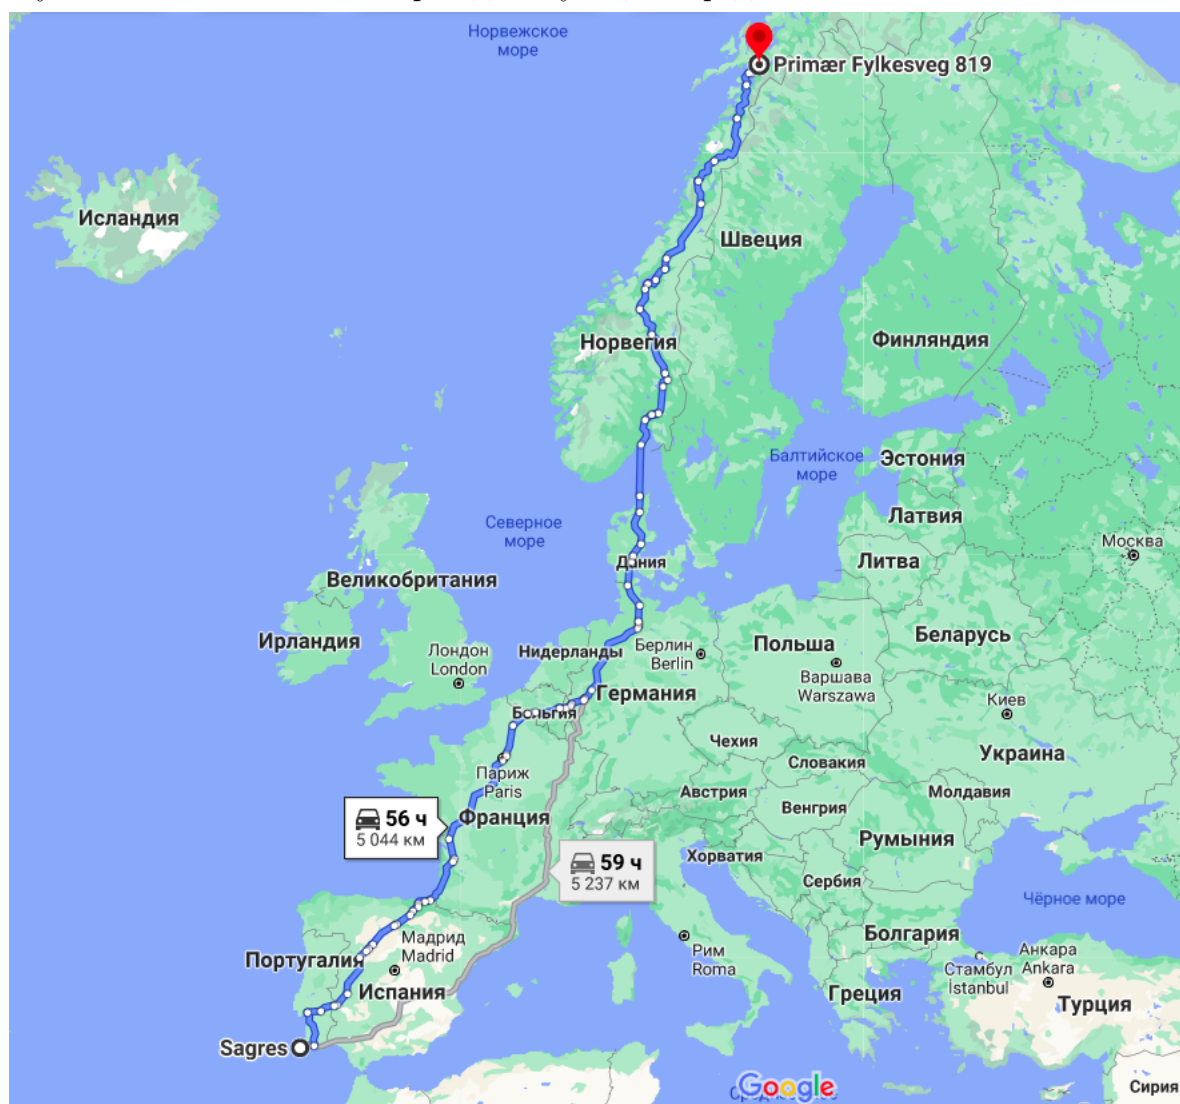 Норвежское
море
Primær Fylkesveg 819
Исландия
Швеция
Норвегия
Финляндия
Балтийское
море
Эстония
Латвия
Северное
море
Москва
Дания
Литва
Великобритания
Ирландия
Лондон
London
Нидерланды
Берлин
Berlin
Польша
Беларусь
Варшава
Warszawa
Германия
Киев
Бельгия
Чехия
Украина
Словакия
Париж
Paris
Австрия
Молдавия
Венгрия
56 ч
5 044 км
Франция
Румыния
59 ч
5 237 км
Хорватия
Сербия
Чёрное море
Мадрид
Madrid
Болгария
Португалия
Рим
Roma
Стамбул
İstanbul
Анкара
Ankara
Испания
Греция
Турция
Sagres
Google
Сирия